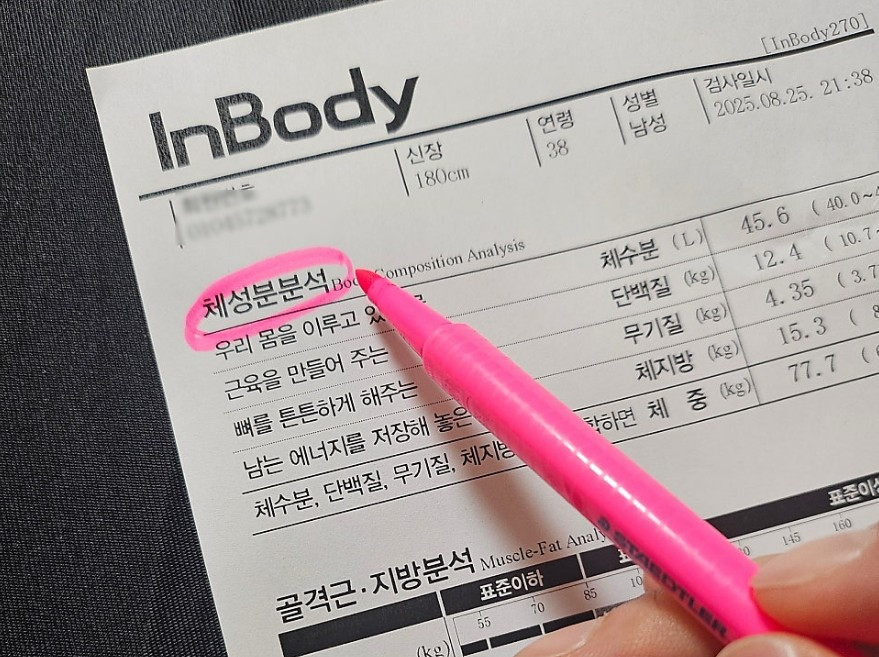 [InBody270]
InBody
신장 연령 성별 검사일시
180cm 38 남성 2025.08.25. 21:38
체성분분석 Body Composition Analysis
우리 몸을 이루고 체수분 (L) 45.6 ( 40.0~
근육을 만들어 주는 단백질 (kg) 12.4 ( 10.7~
뼈를 튼튼하게 해주는 무기질 (kg) 4.35 ( 3.7
남는 에너지를 저장해 놓은 체지방 (kg) 15.3 (
체수분, 단백질, 무기질, 체지방 합하면 체 중 (kg) 77.7 (
골격근·지방분석 Muscle-Fat
표준이하 표준이상
55 70 85 145 160
(kg)
STAEDTLER